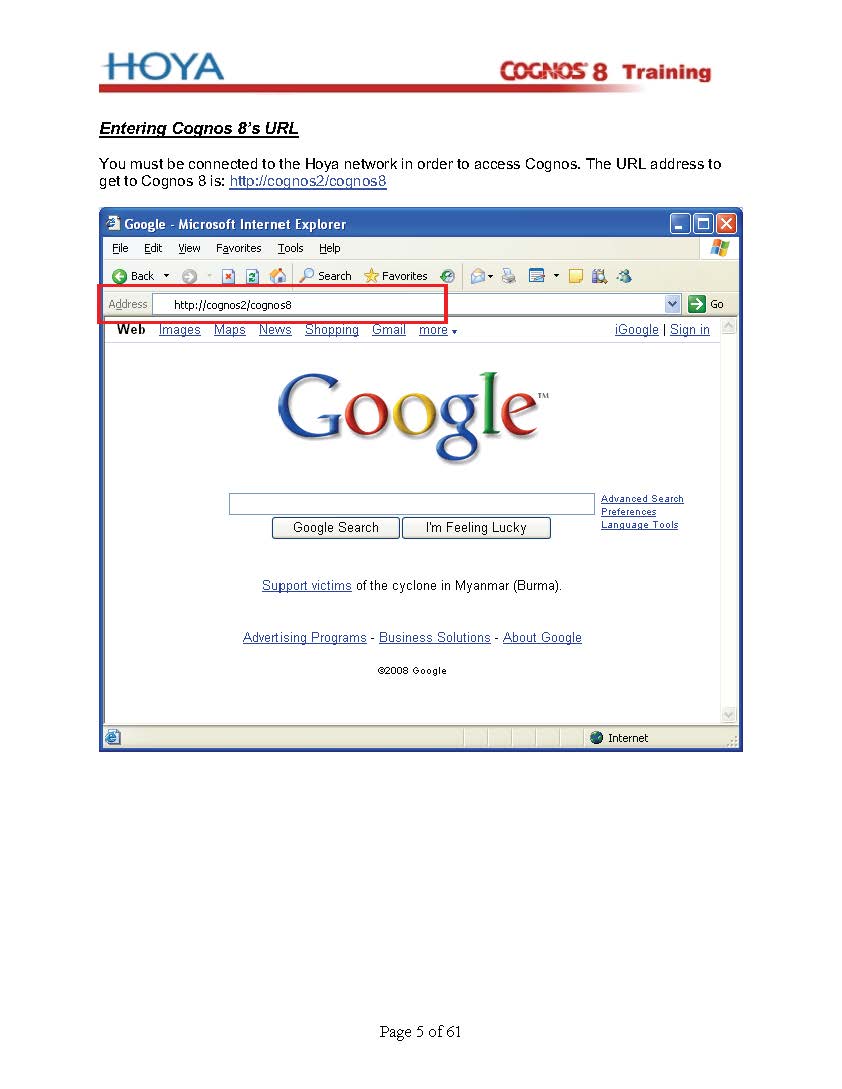 HOYA
COGNOS 8 Training
Entering Cognos 8's URL
You must be connected to the Hoya network in order to access Cognos. The URL address to
get to Cognos 8 is: http://cognos2/cognos8
Google - Microsoft Internet Explorer
File Edit View Favorites Tools Help
Back Search Favorites
Address http://cognos2/cognos8 Go
Web Images Maps News Shopping Gmail more iGoogle | Sign in
Google™
Advanced Search
Preferences
Language Tools
Google Search I'm Feeling Lucky
Support victims of the cyclone in Myanmar (Burma).
Advertising Programs - Business Solutions - About Google
©2008 Google
Internet
Page 5 of 61